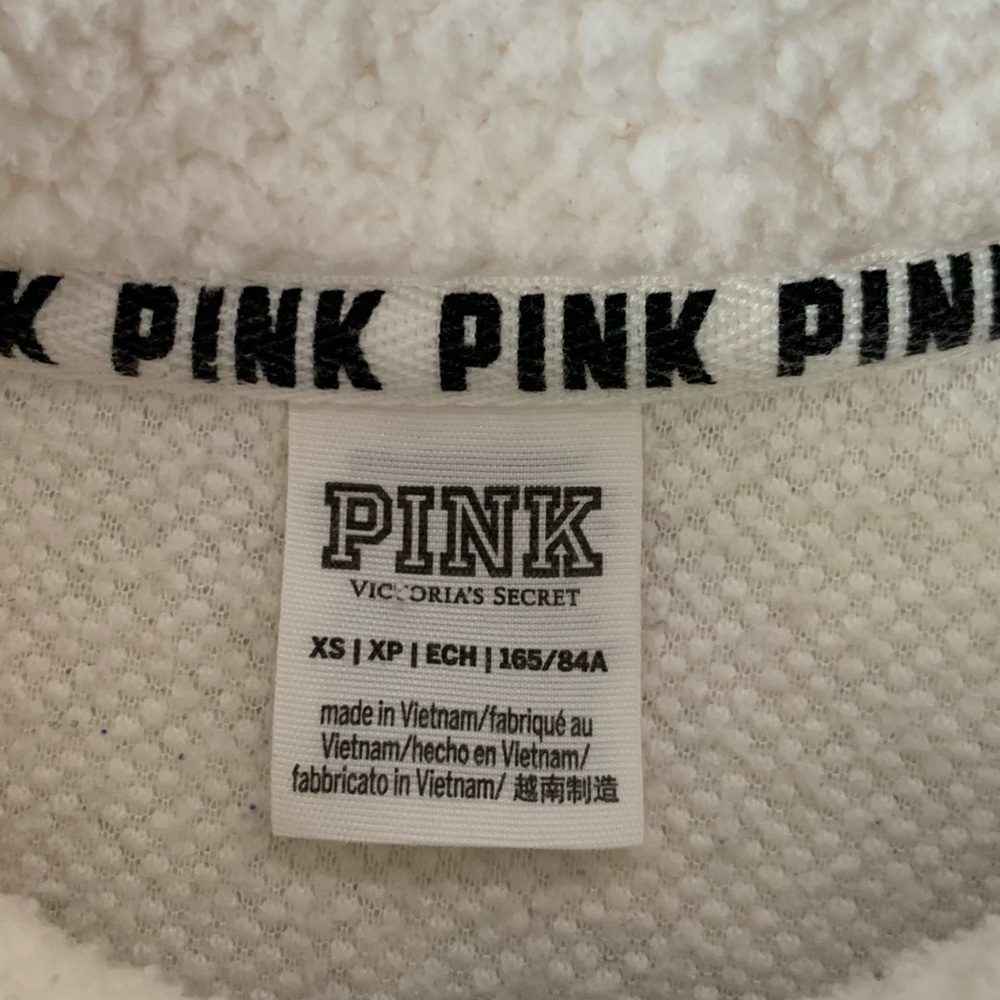 K PINK PINK PIN
PINK
VICTORIA'S SECRET
XS | XP | ECH | 165/84A
made in Vietnam/fabriqué au
Vietnam/hecho en Vietnam/
fabbricato in Vietnam/ 越南制造